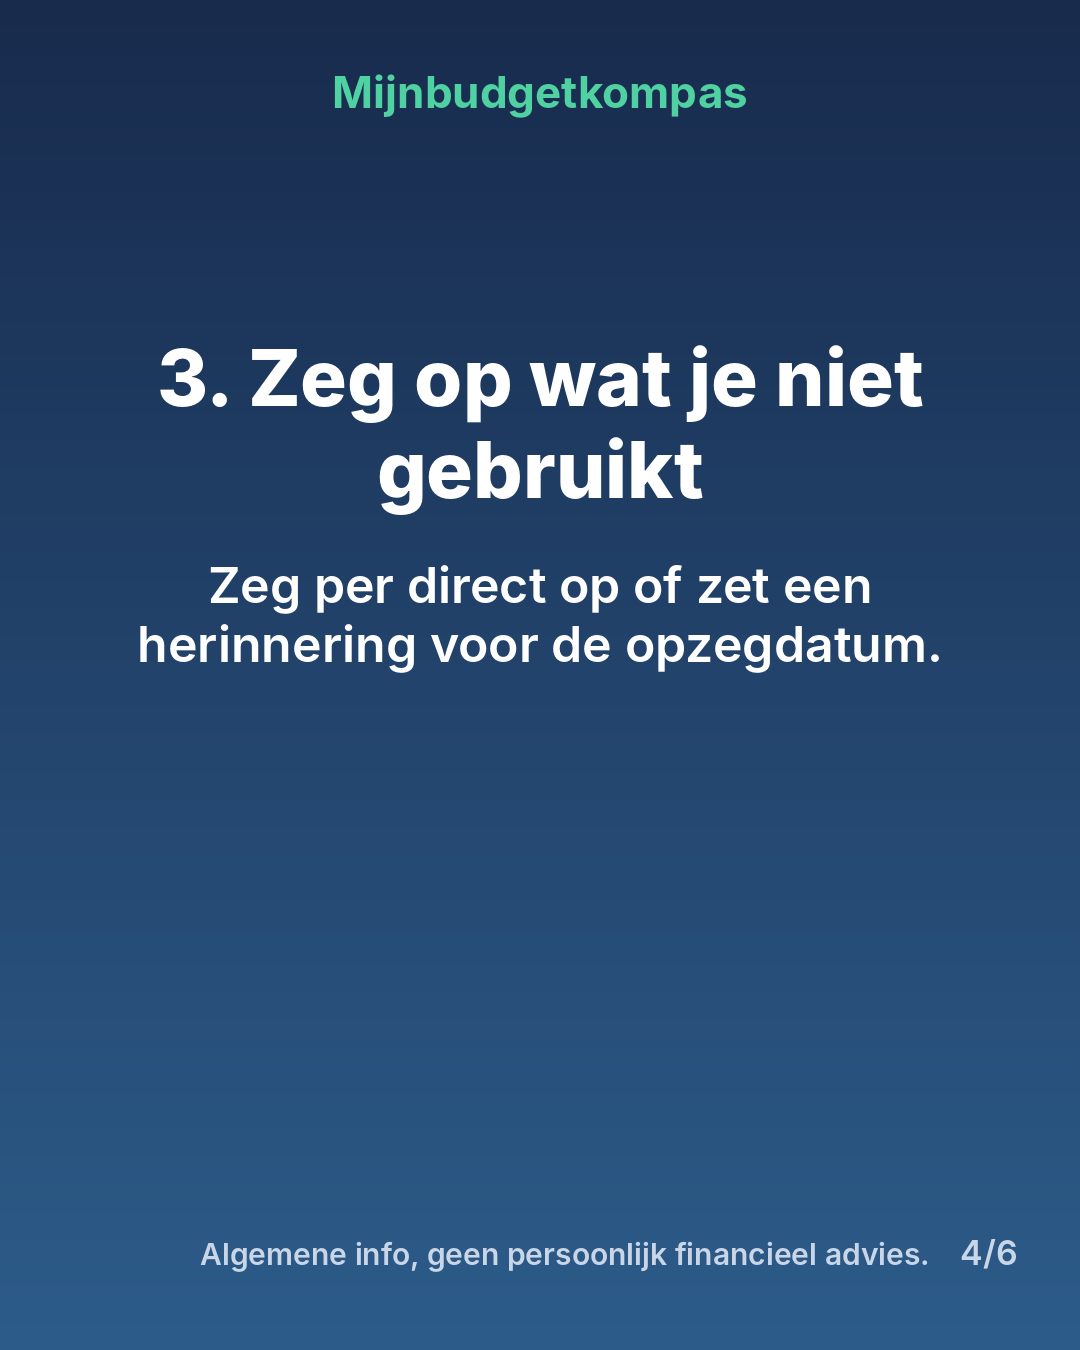 Mijnbudgetkompas
3. Zeg op wat je niet
gebruikt
Zeg per direct op of zet een
herinnering voor de opzegdatum.
Algemene info, geen persoonlijk financieel advies. 4/6